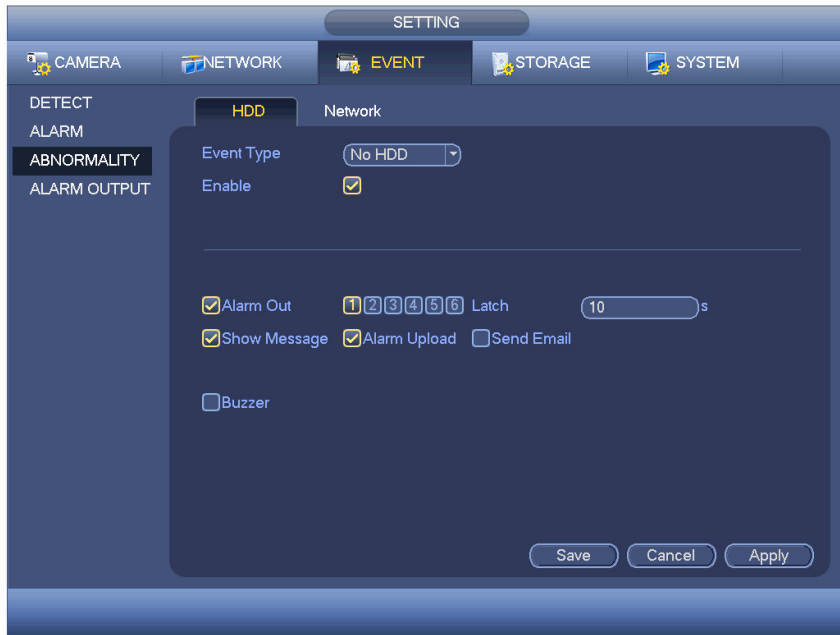 SETTING
CAMERA NETWORK EVENT STORAGE SYSTEM
DETECT
ALARM
ABNORMALITY
ALARM OUTPUT
HDD Network
Event Type No HDD
Enable
Alarm Out 1 2 3 4 5 6 Latch 10 s
Show Message Alarm Upload Send Email
Buzzer
Save Cancel Apply